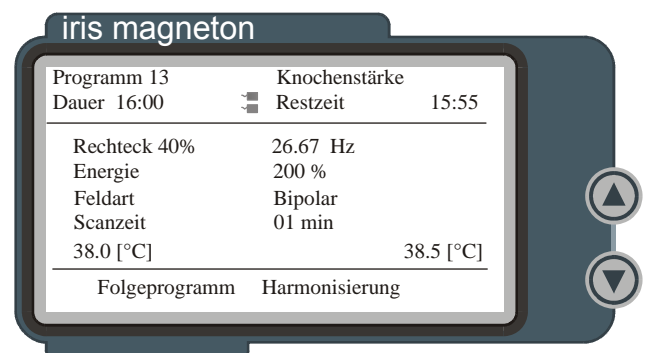 iris magneton
Programm 13 Knochenstärke
Dauer 16:00 Restzeit 15:55
Rechteck 40% 26.67 Hz
Energie 200 %
Feldart Bipolar
Scanzeit 01 min
38.0 [°C] 38.5 [°C]
Folgeprogramm Harmonisierung